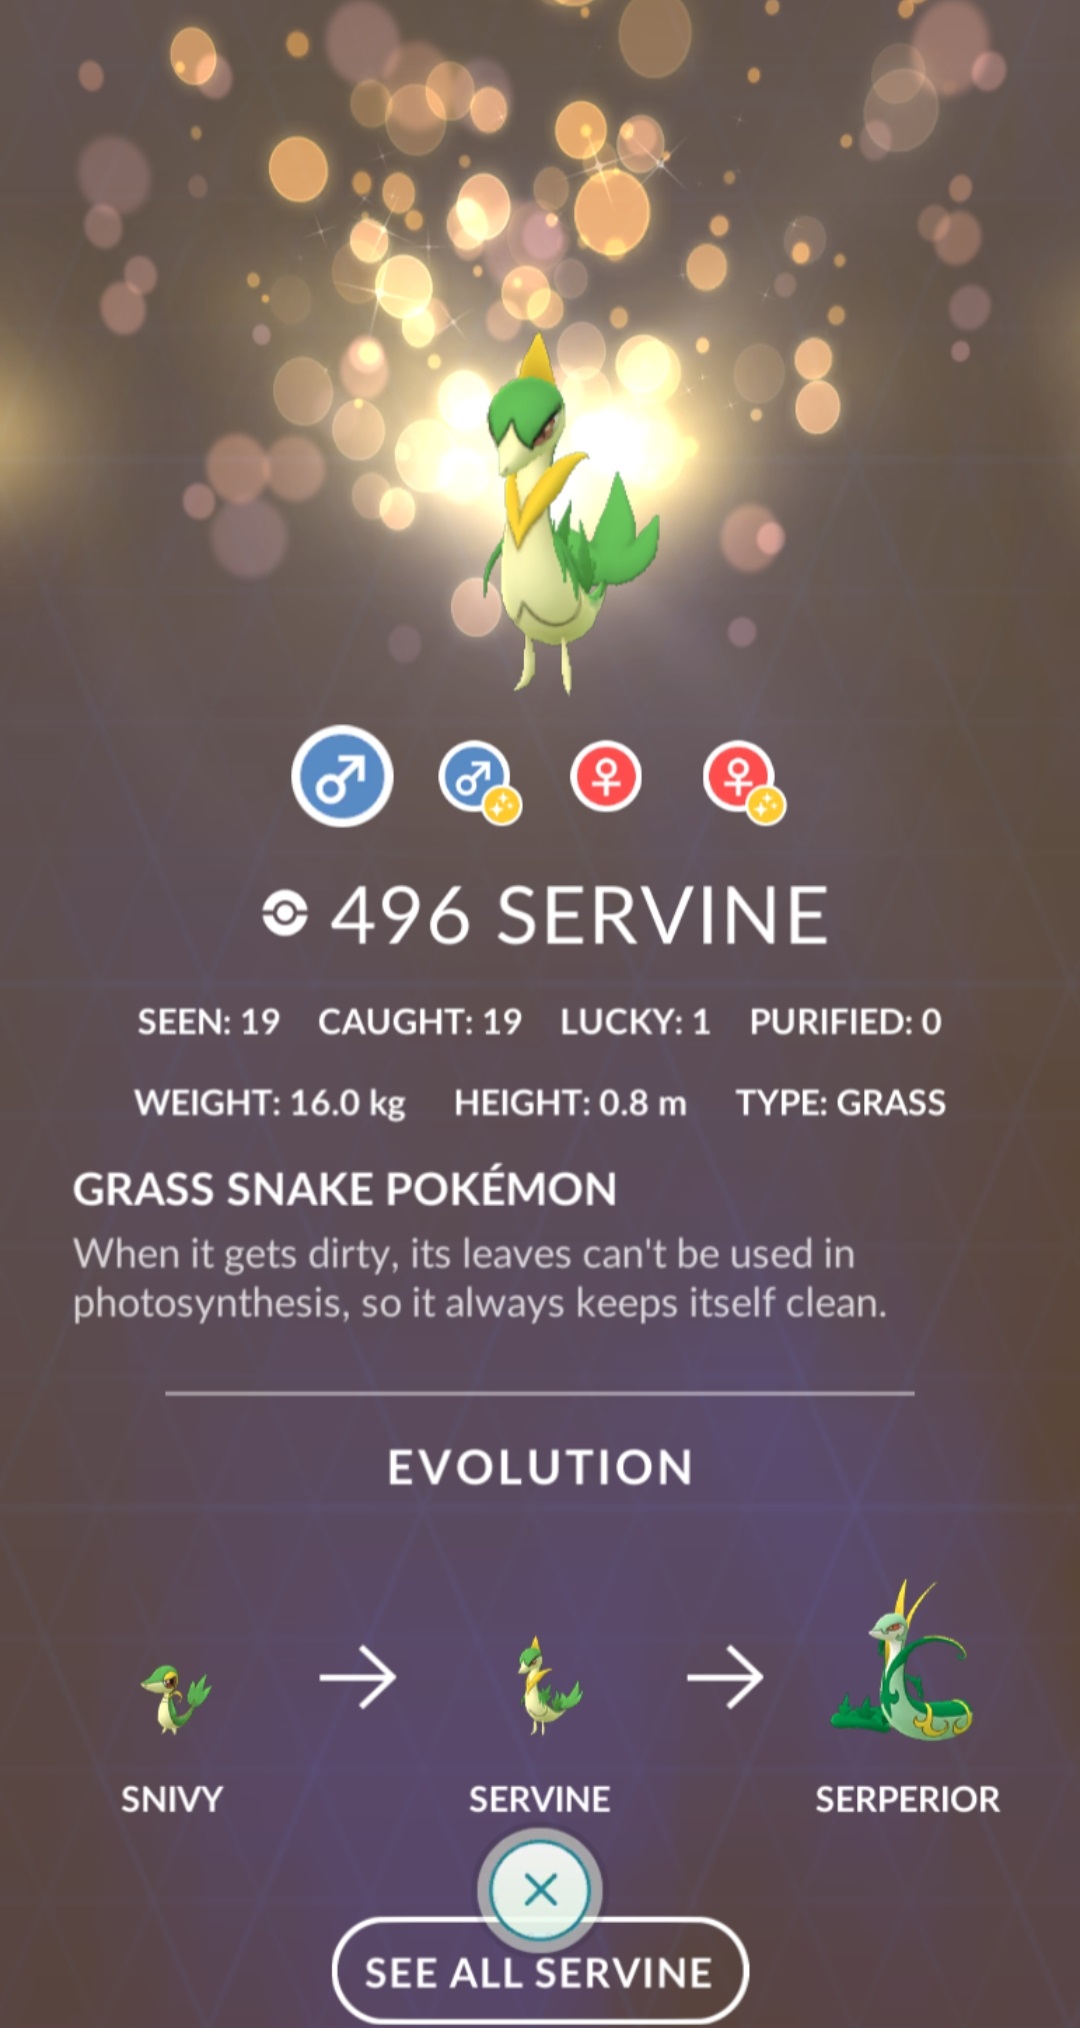 496 SERVINE
SEEN: 19 CAUGHT: 19 LUCKY: 1 PURIFIED: 0
WEIGHT: 16.0 kg HEIGHT: 0.8 m TYPE: GRASS
GRASS SNAKE POKÉMON
When it gets dirty, its leaves can't be used in
photosynthesis, so it always keeps itself clean.
EVOLUTION
SNIVY SERVINE SERPERIOR
SEE ALL SERVINE